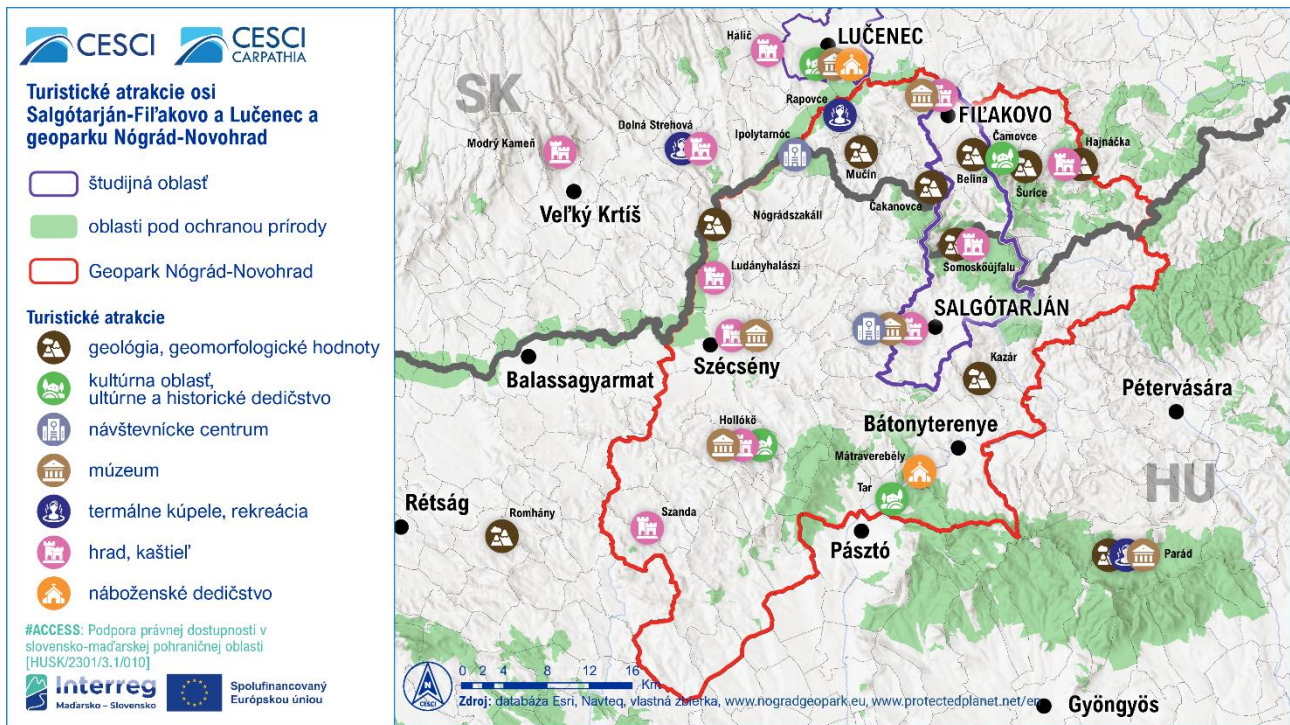 CESCI
CESCI
CARPATHIA
Turistické atrakcie osi
Salgótarján-Fiľakovo a Lučenec a
geoparku Nógrád-Novohrad
študijná oblasť
oblasti pod ochranou prírody
Geopark Nógrád-Novohrad
Turistické atrakcie
geológia, geomorfologické hodnoty
kultúrna oblasť,
ultúrne a historické dedičstvo
návštevnícke centrum
múzeum
termálne kúpele, rekreácia
hrad, kaštieľ
náboženské dedičstvo
#ACCESS: Podpora právnej dostupnosti v
slovensko-maďarskej pohraničnej oblasti
[HUSK/2301/3.1/010]
Interreg
Maďarsko – Slovensko
Spolufinancovaný
Európskou úniou
SK
Halič
LUČENEC
Rapovce
FIĽAKOVO
Modrý Kameň
Dolná Strehová
Ipolytarnóc
Mučín
Čamovce
Belina
Šurice
Hajnáčka
Čakanovce
Veľký Krtíš
Nógrádszakáll
Ludányhalászi
Somoskőújfalu
SALGÓTARJÁN
Balassagyarmat
Szécsény
Kazár
Pétervására
Hollókő
Bátonyterenye
Mátraverebély
Tar
HU
Rétság
Romhány
Szanda
Pásztó
Parád
Gyöngyös
N
CESCI
0 2 4 8 12 16
Km
Zdroj: databáza Esri, Navteq, vlastná zbierka, www.nogradgeopark.eu, www.protectedplanet.net/en